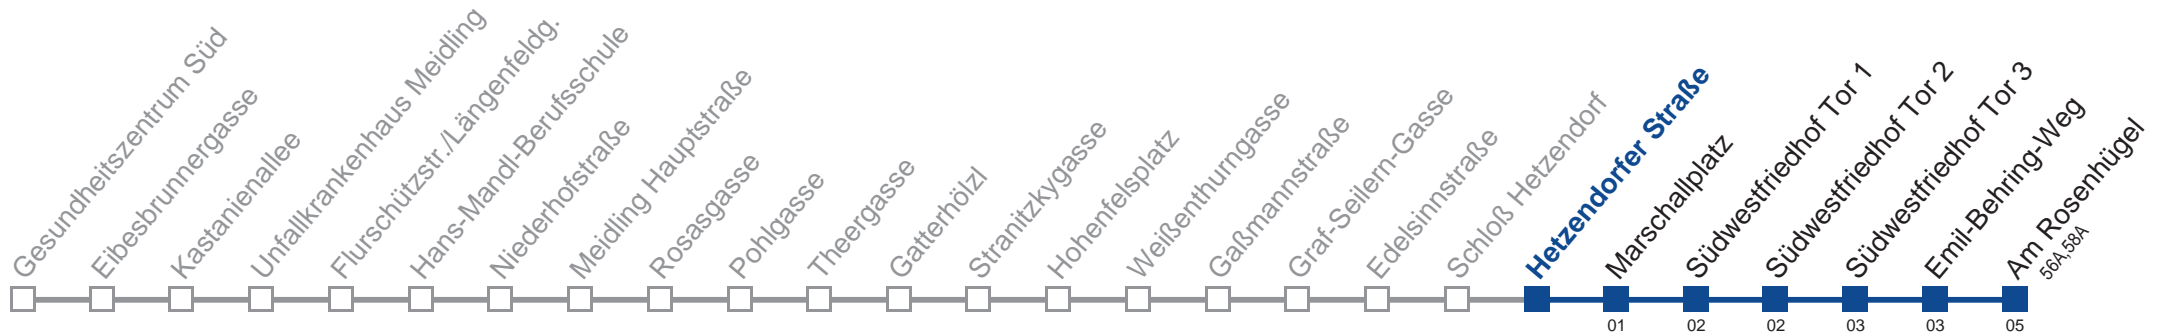 Gesundheitszentrum Süd
Eibesbrunnergasse
Kastanienallee
Unfallkrankenhaus Meidling
Flurschützstr./Längenfeldg.
Hans-Mandl-Berufsschule
Niederhofstraße
Meidling Hauptstraße
Rosasgasse
Pohlgasse
Theergasse
Gatterhölzl
Stranitzkygasse
Hohenfelsplatz
Weißenthurngasse
Gaßmannstraße
Graf-Seilern-Gasse
Edelsinnstraße
Schloß Hetzendorf
Hetzendorfer Straße
Marschallplatz
Südwestfriedhof Tor 1
Südwestfriedhof Tor 2
Südwestfriedhof Tor 3
Emil-Behring-Weg
Am Rosenhügel
56A,58A
01
02
02
03
03
05